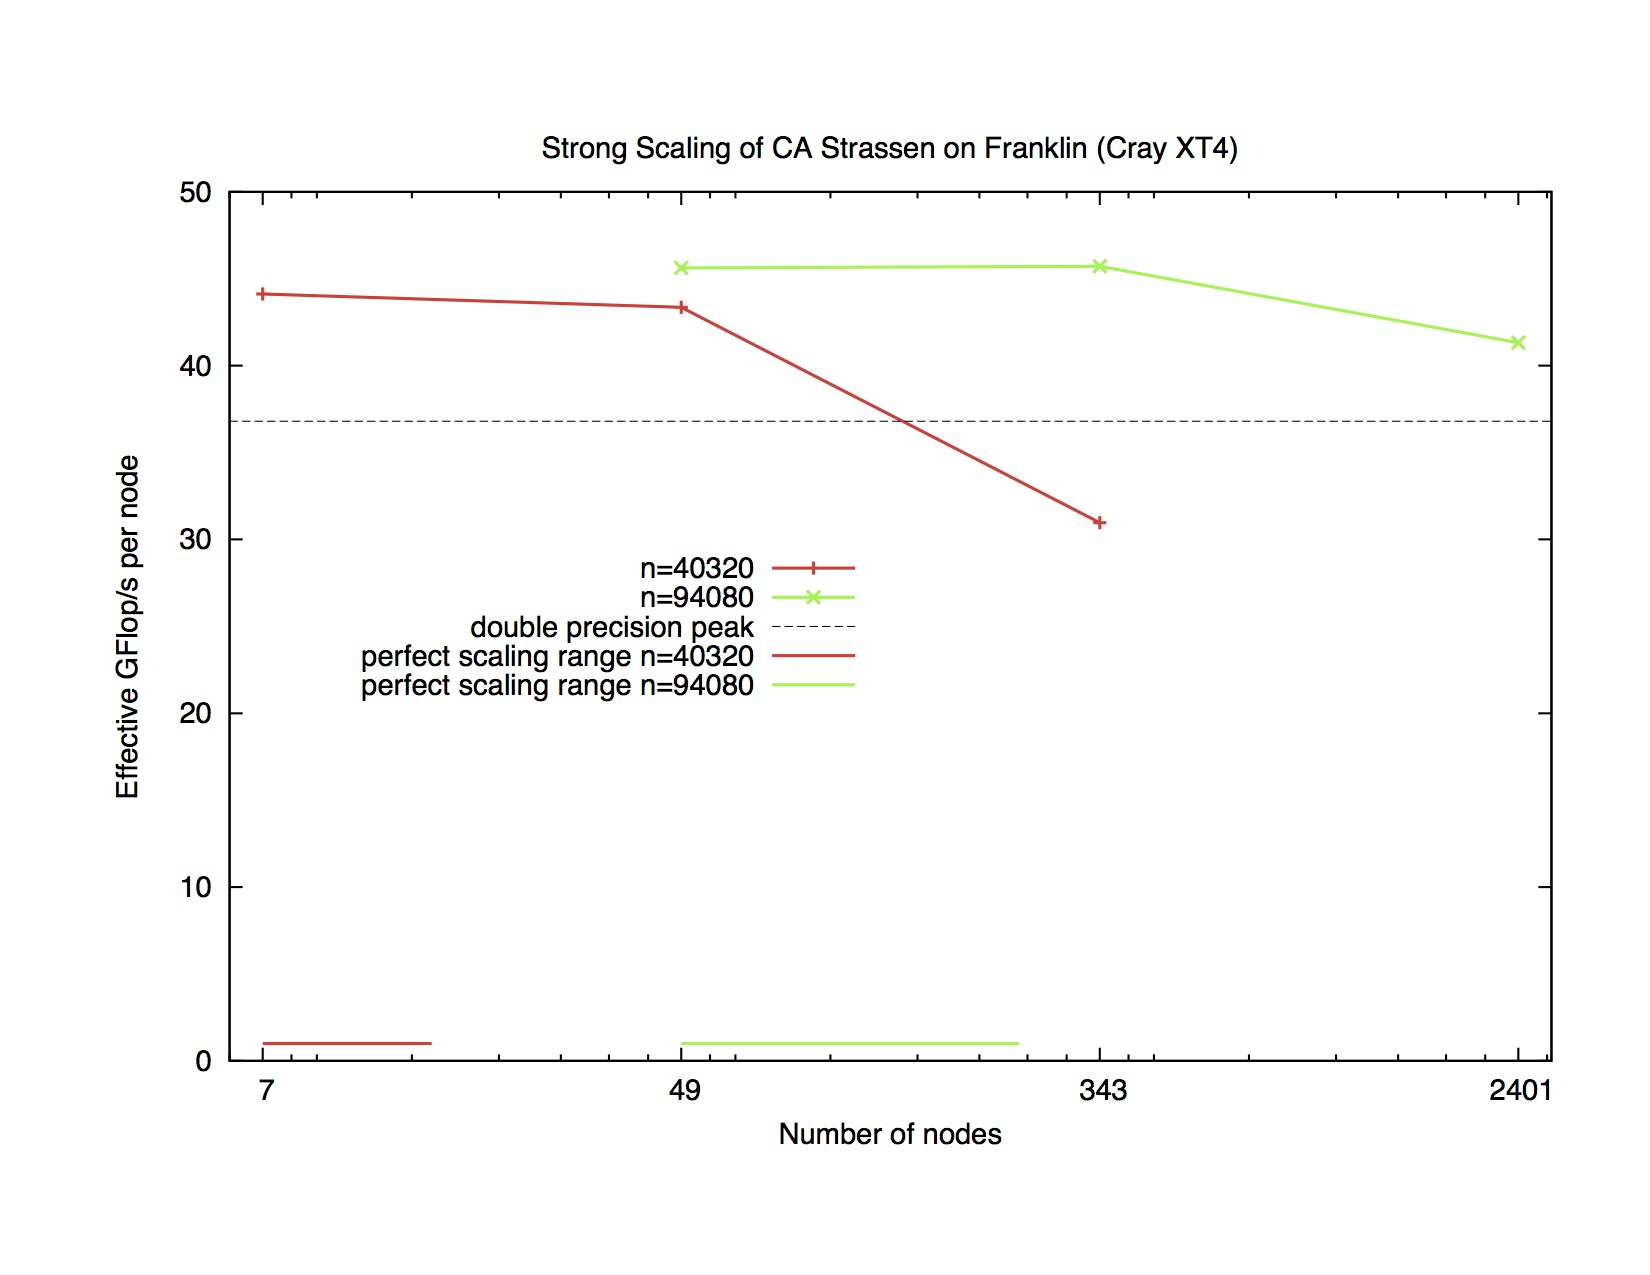 Strong Scaling of CA Strassen on Franklin (Cray XT4)
50
40
30
20
10
0
Effective GFlop/s per node
n=40320
n=94080
double precision peak
perfect scaling range n=40320
perfect scaling range n=94080
7 49 343 2401
Number of nodes